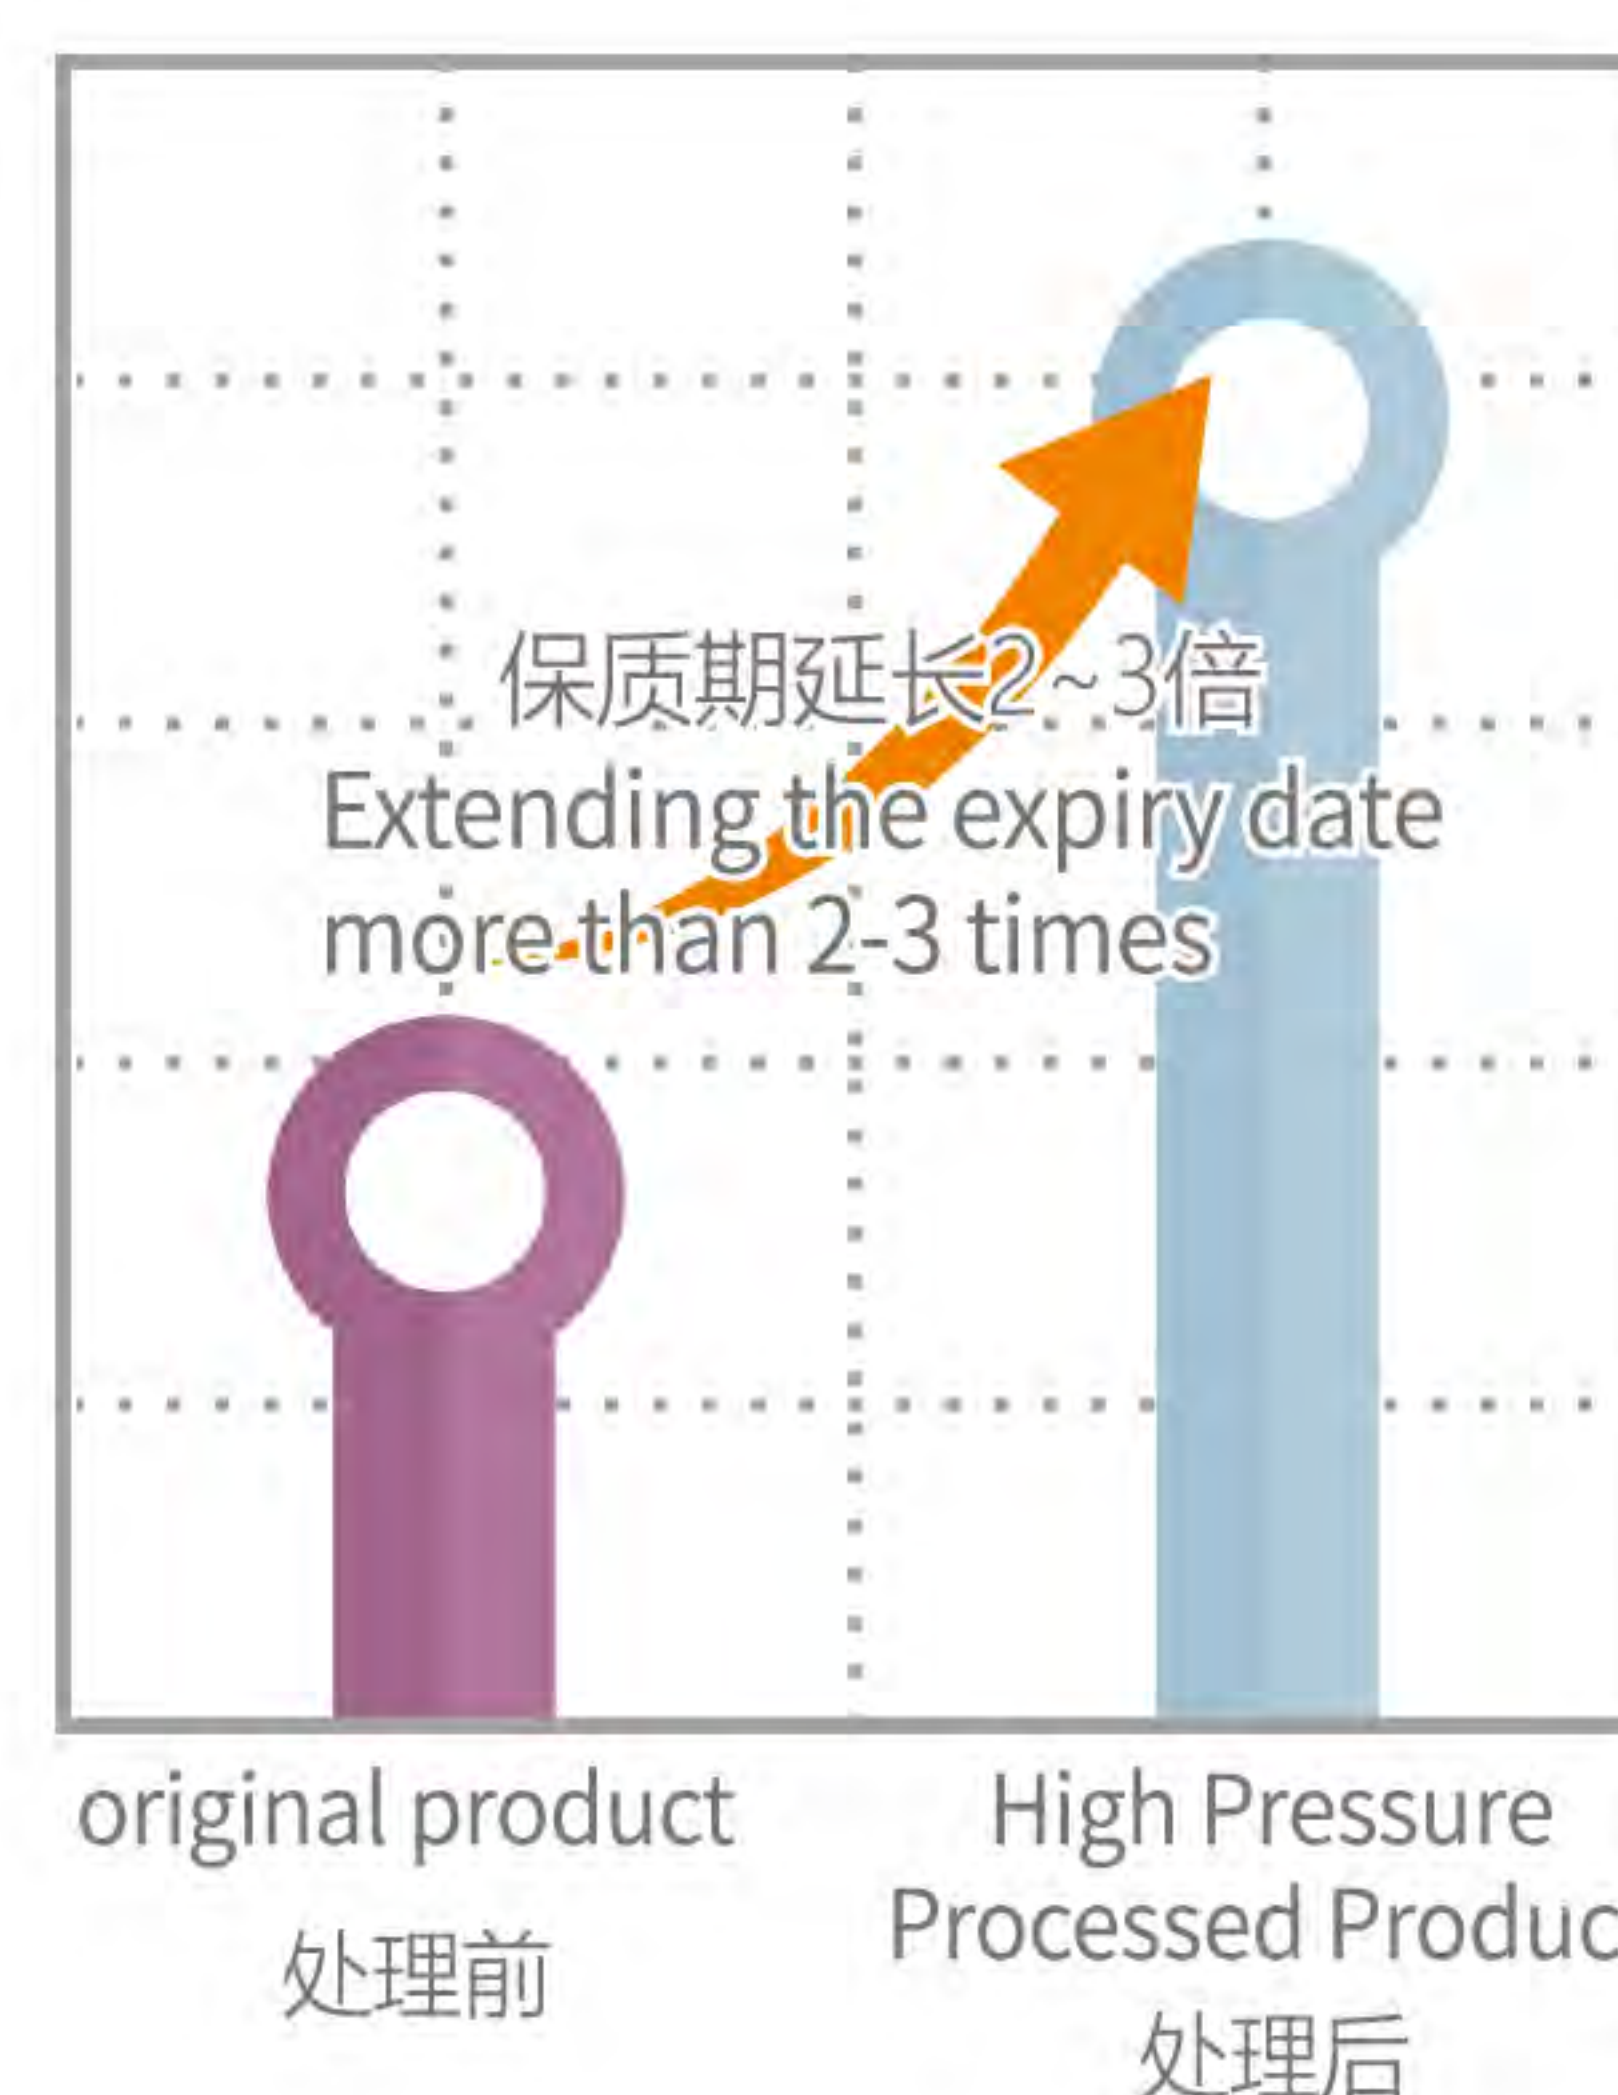 保质期延长2~3倍
Extending the expiry date
more than 2-3 times
original product
处理前
High Pressure
Processed Produc
处理后